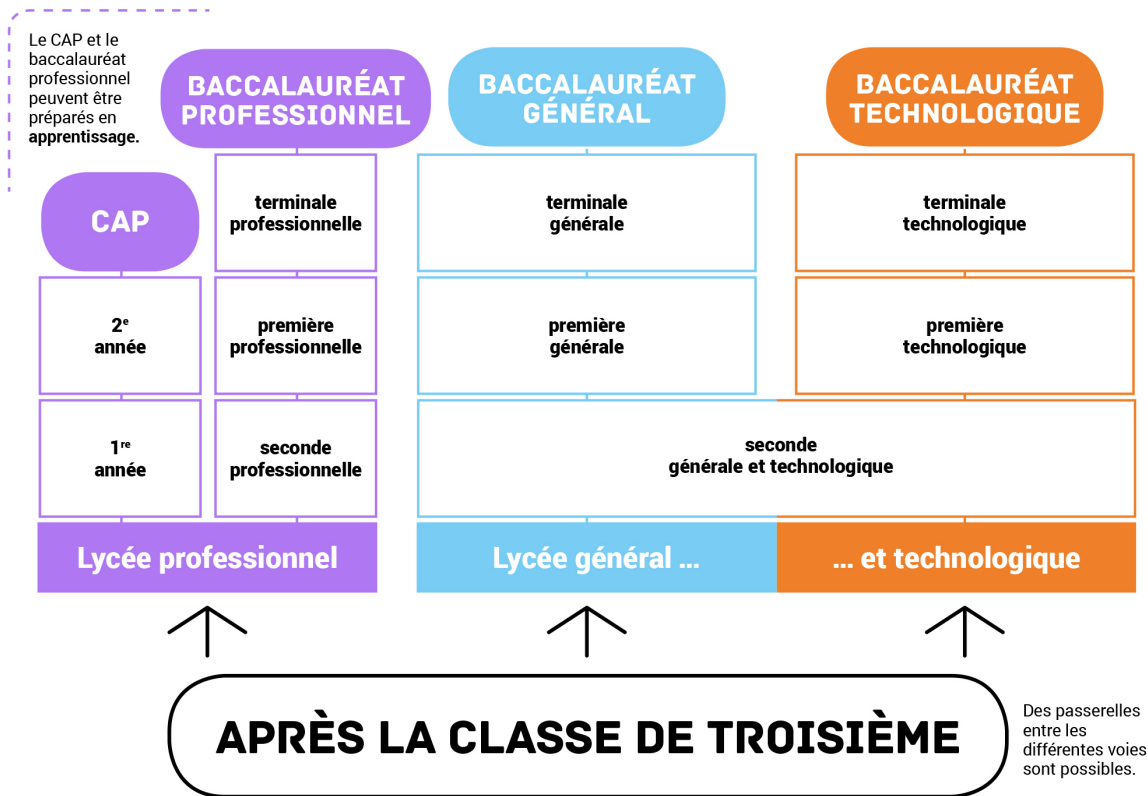 Le CAP et le
baccalauréat
professionnel
peuvent être
préparés en
apprentissage.
BACCALAURÉAT
PROFESSIONNEL
BACCALAURÉAT
GÉNÉRAL
BACCALAURÉAT
TECHNOLOGIQUE
CAP
terminale
professionnelle
terminale
générale
terminale
technologique
2e
année
première
professionnelle
première
générale
première
technologique
1re
année
seconde
professionnelle
seconde
générale et technologique
Lycée professionnel
Lycée général ...
... et technologique
APRÈS LA CLASSE DE TROISIÈME
Des passerelles
entre les
différentes voies
sont possibles.